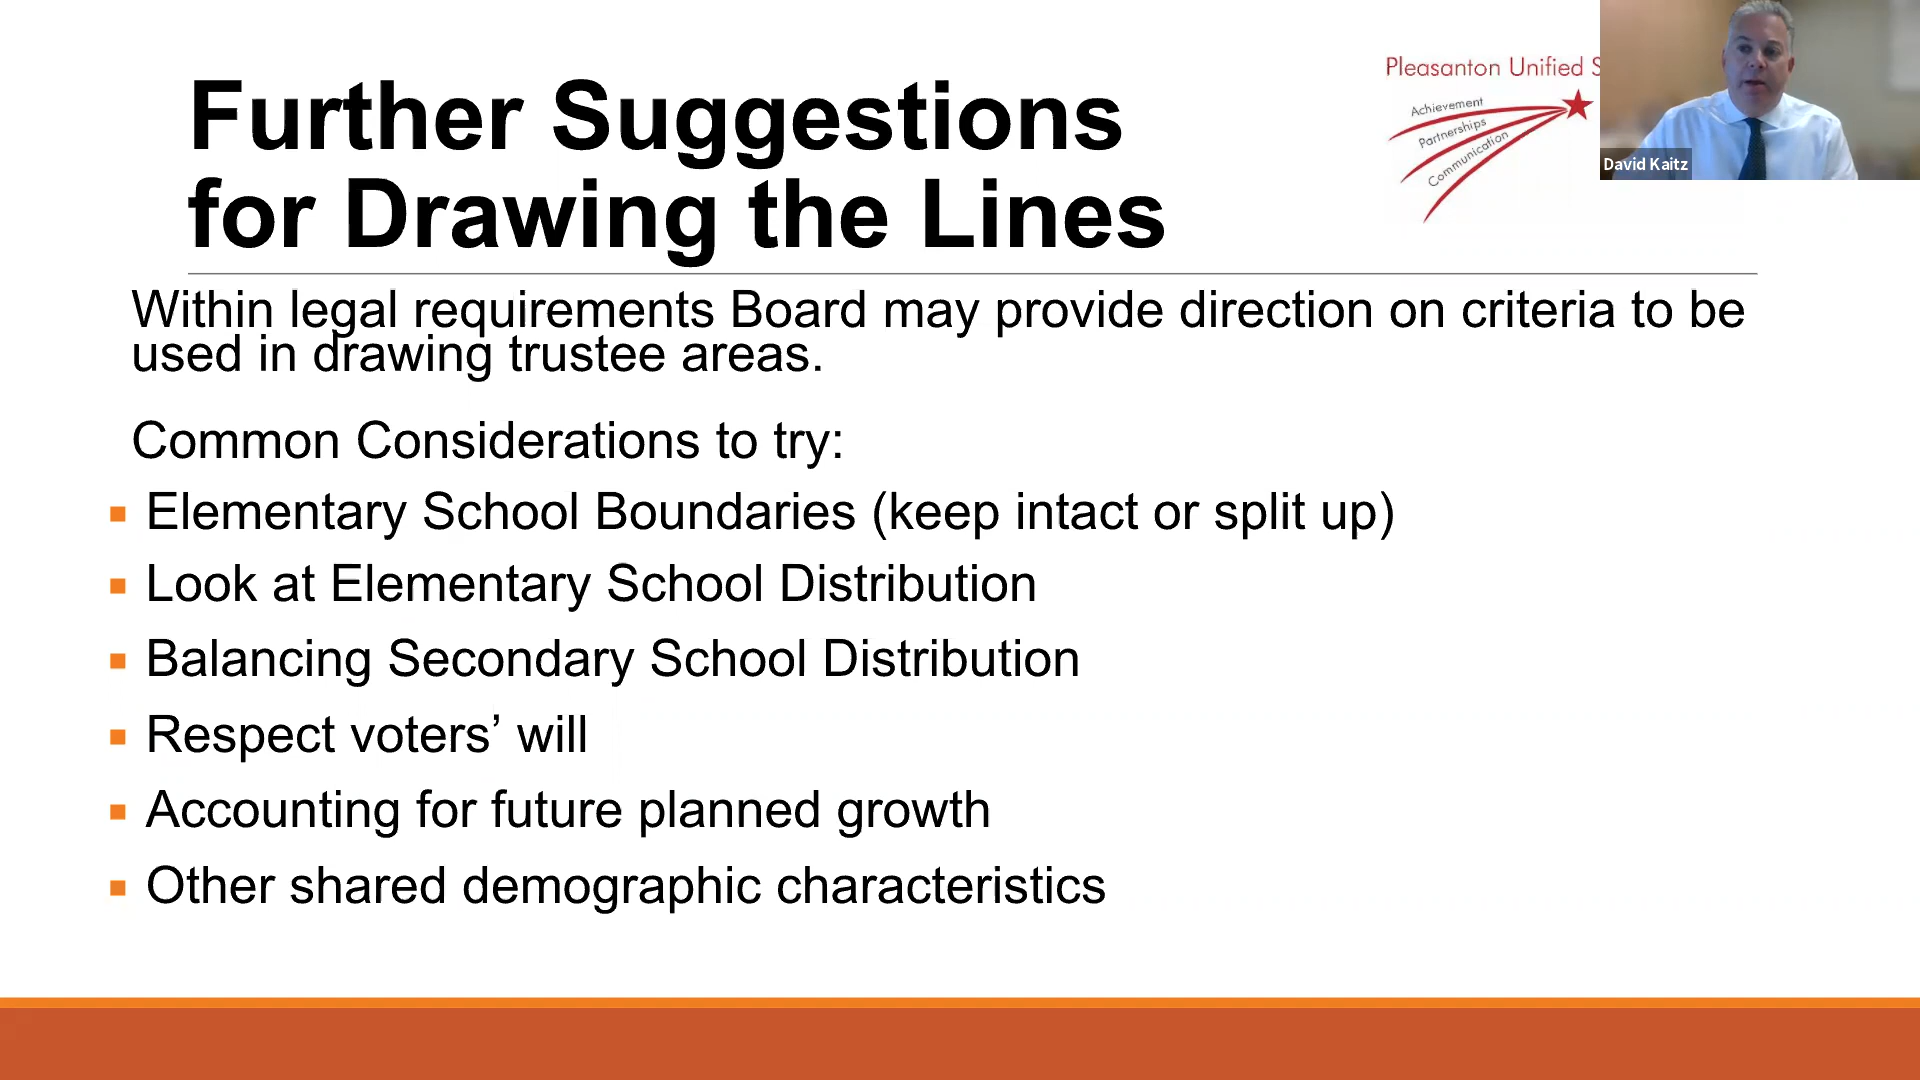 Further Suggestions
for Drawing the Lines
Pleasanton Unified S
Achievement
Partnerships
Communication
David Kaitz
Within legal requirements Board may provide direction on criteria to be
used in drawing trustee areas.
Common Considerations to try:
Elementary School Boundaries (keep intact or split up)
Look at Elementary School Distribution
Balancing Secondary School Distribution
Respect voters’ will
Accounting for future planned growth
Other shared demographic characteristics